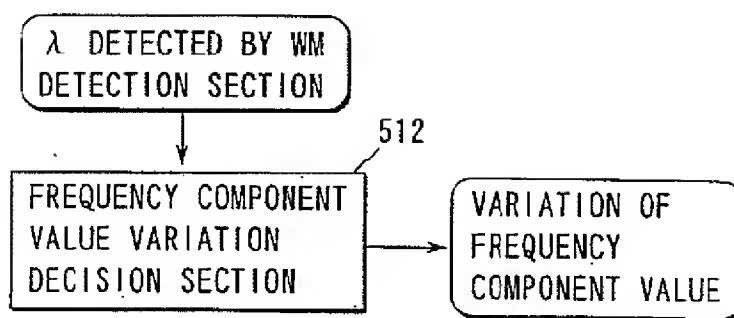 λ DETECTED BY WM
DETECTION SECTION
512
FREQUENCY COMPONENT
VALUE VARIATION
DECISION SECTION
VARIATION OF
FREQUENCY
COMPONENT VALUE